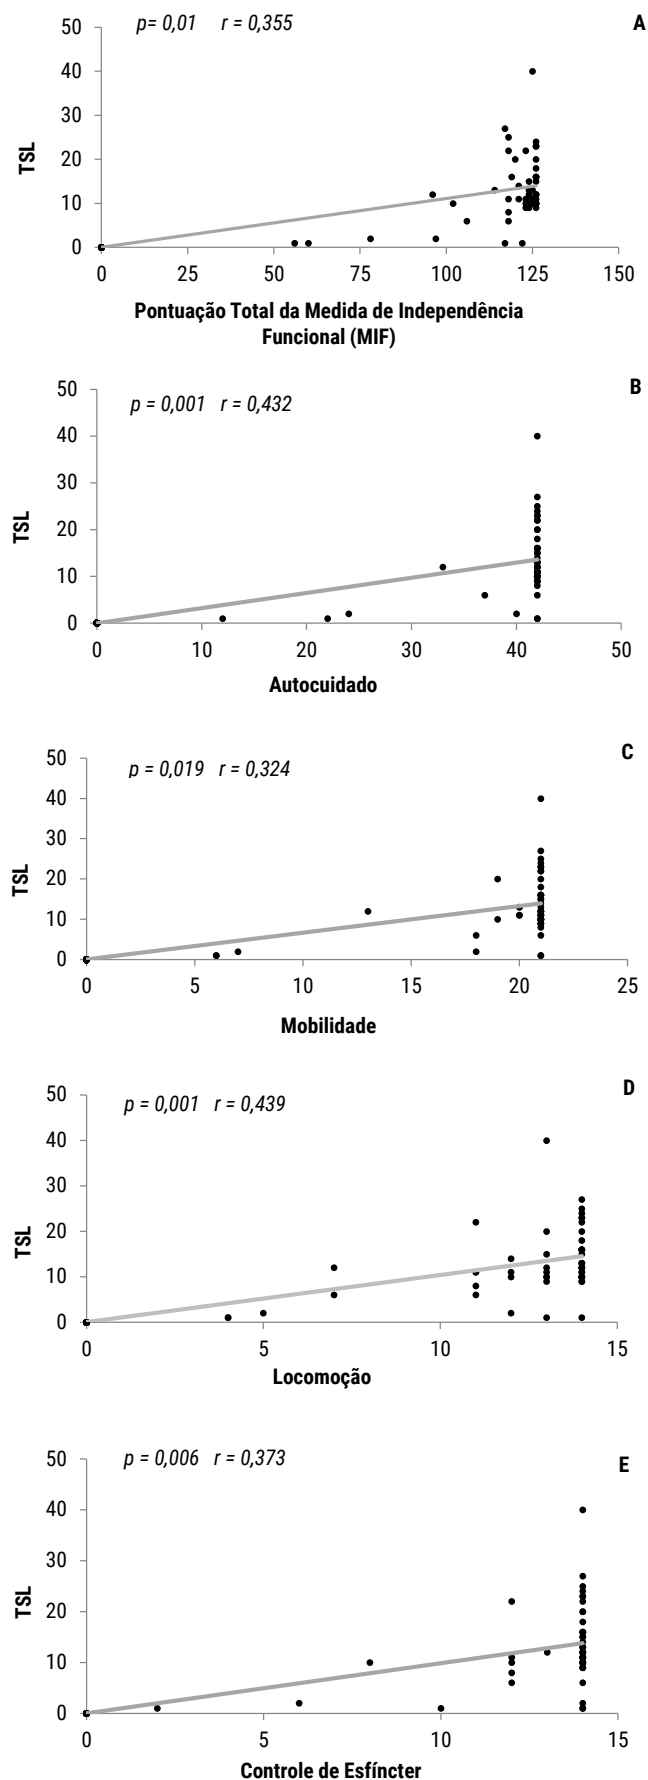 p= 0,01 r = 0,355
A
50
40
30
20
10
0
TSL
0 25 50 75 100 125 150
Pontuação Total da Medida de Independência
Funcional (MIF)
p = 0,001 r = 0,432
B
50
40
30
20
10
0
TSL
0 10 20 30 40 50
Autocuidado
p = 0,019 r = 0,324
C
50
40
30
20
10
0
TSL
0 5 10 15 20 25
Mobilidade
p = 0,001 r = 0,439
D
50
40
30
20
10
0
TSL
0 5 10 15
Locomoção
p = 0,006 r = 0,373
E
50
40
30
20
10
0
TSL
0 5 10 15
Controle de Esfíncter